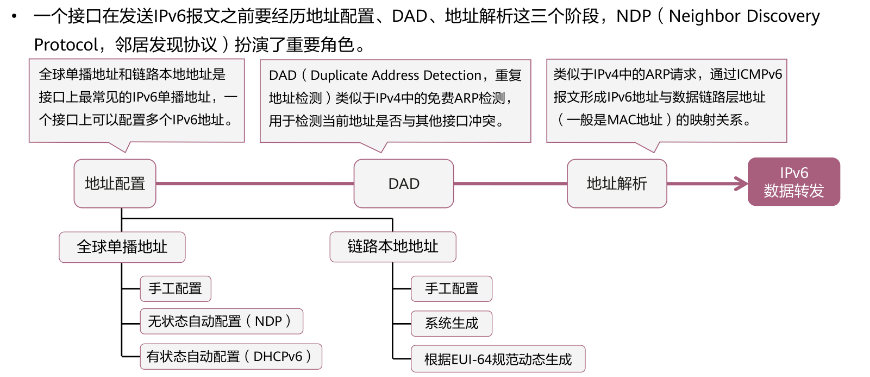 • 一个接口在发送IPv6报文之前要经历地址配置、DAD、地址解析这三个阶段，NDP（Neighbor Discovery
Protocol，邻居发现协议）扮演了重要角色。
全球单播地址和链路本地地址是
接口上最常见的IPv6单播地址，一
个接口上可以配置多个IPv6地址。
DAD（Duplicate Address Detection，重复
地址检测）类似于IPv4中的免费ARP检测，
用于检测当前地址是否与其他接口冲突。
类似于IPv4中的ARP请求，通过ICMPv6
报文形成IPv6地址与数据链路层地址
（一般是MAC地址）的映射关系。
地址配置
DAD
地址解析
IPv6
数据转发
全球单播地址
链路本地地址
手工配置
无状态自动配置（NDP）
有状态自动配置（DHCPv6）
手工配置
系统生成
根据EUI-64规范动态生成